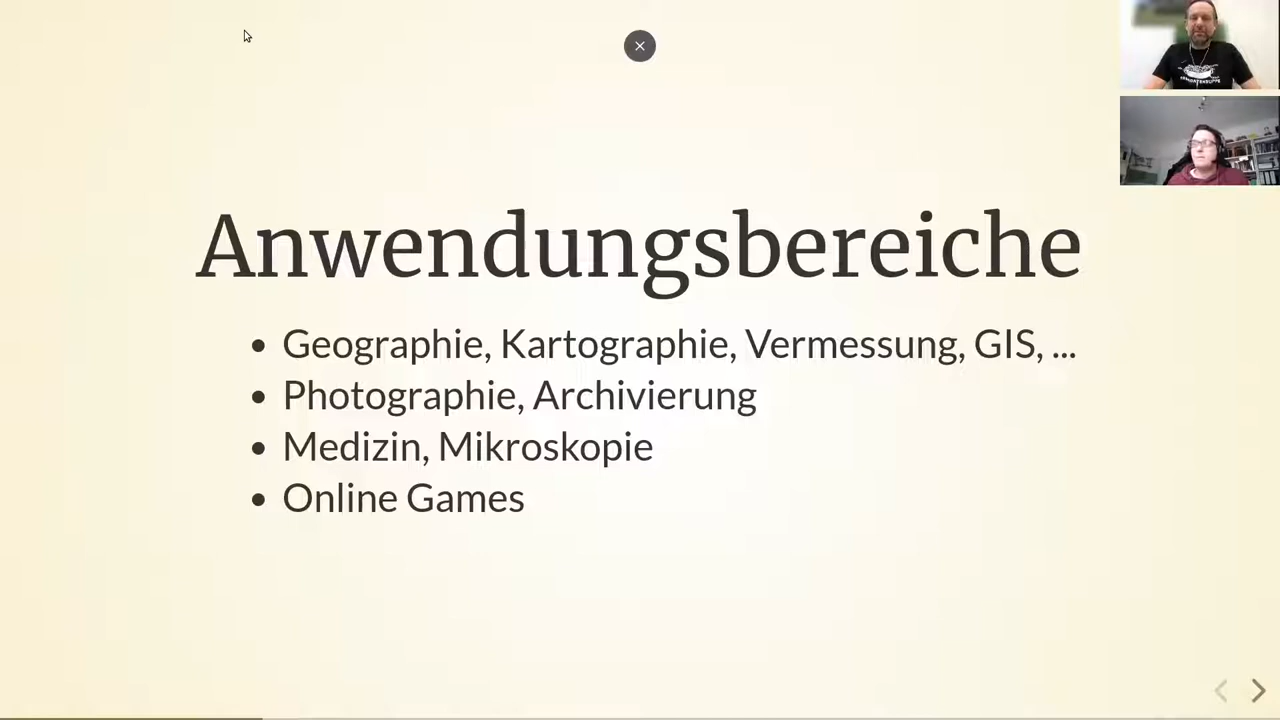 Anwendungsbereiche
Geographie, Kartographie, Vermessung, GIS, ...
Photographie, Archivierung
Medizin, Mikroskopie
Online Games